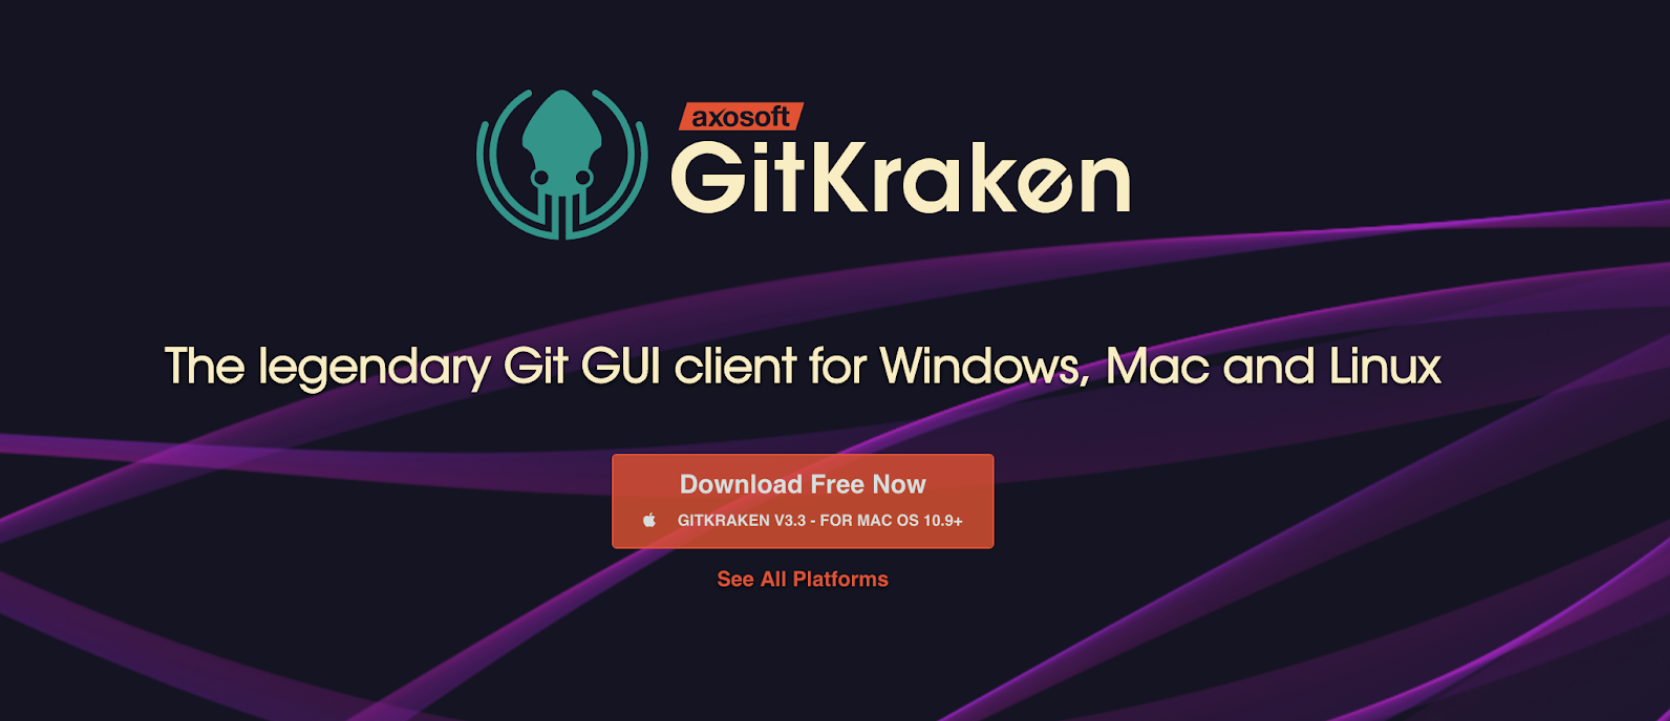 axosoft
GitKraken
The legendary Git GUI client for Windows, Mac and Linux
Download Free Now
GITKRAKEN V3.3 - FOR MAC OS 10.9+
See All Platforms